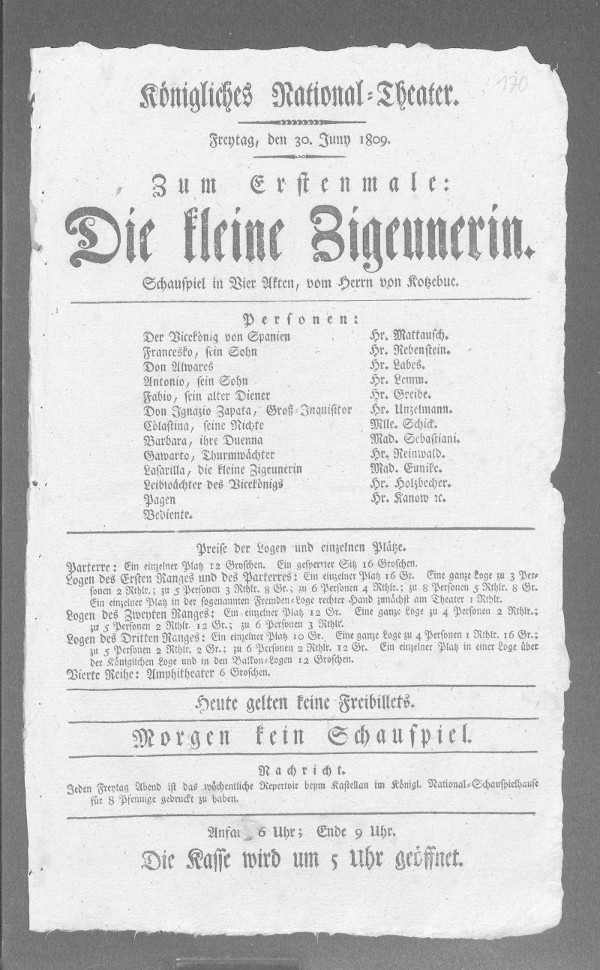 170
Königliches National-Theater.
Freytag, den 30. Juny 1809.
Zum Erstenmale:
Die kleine Zigeunerin.
Schauspiel in Vier Akten, vom Herrn von Kotzebue.
Personen:
Der Vicekönig von Spanien Hr. Mattausch.
Francesko, sein Sohn Hr. Rebenstein.
Don Alwares Hr. Labes.
Antonio, sein Sohn Hr. Lemm.
Fabio, sein alter Diener Hr. Greibe.
Don Ignazio Zapata, Groß-Inquisitor Hr. Unzelmann.
Cölastina, seine Nichte Mlle. Schick.
Barbara, ihre Duenna Mad. Sebastiani.
Gawarto, Thurmwächter Hr. Reinwald.
Lasarilla, die kleine Zigeunerin Mad. Eunike.
Leibwächter des Vicekönigs Hr. Holzbecher.
Pagen Hr. Kanow ꝛc.
Bediente.
Preise der Logen und einzelnen Plätze.
Parterre: Ein einzelner Platz 12 Groschen. Ein gesperrter Sitz 16 Groschen.
Logen des Ersten Ranges und des Parterres: Ein einzelner Platz 16 Gr. Eine ganze Loge zu 3 Per-
sonen 2 Rthlr.; zu 5 Personen 3 Rthlr. 8 Gr.; zu 6 Personen 4 Rthlr.; zu 8 Personen 5 Rthlr. 8 Gr.
Ein einzelner Platz in der sogenannten Fremden-Loge rechter Hand zunächst am Theater 1 Rthlr.
Logen des Zweyten Ranges: Ein einzelner Platz 12 Gr. Eine ganze Loge zu 4 Personen 2 Rthlr.;
zu 5 Personen 2 Rthlr. 12 Gr.; zu 6 Personen 3 Rthlr.
Logen des Dritten Ranges: Ein einzelner Platz 10 Gr. Eine ganze Loge zu 4 Personen 1 Rthlr. 16 Gr.;
zu 5 Personen 2 Rthlr. 2 Gr.; zu 6 Personen 2 Rthlr. 12 Gr. Ein einzelner Platz in einer Loge über
der Königlichen Loge und in den Balkon-Logen 12 Groschen.
Vierte Reihe: Amphitheater 6 Groschen.
Heute gelten keine Freibillets.
Morgen kein Schauspiel.
Nachricht.
Jeden Freytag Abend ist das wöchentliche Repertoir beym Kastellan im Königl. National-Schauspielhause
für 8 Pfennige gedruckt zu haben.
6 Uhr; Ende 9 Uhr.
Die Kasse wird um 5 Uhr geöffnet.